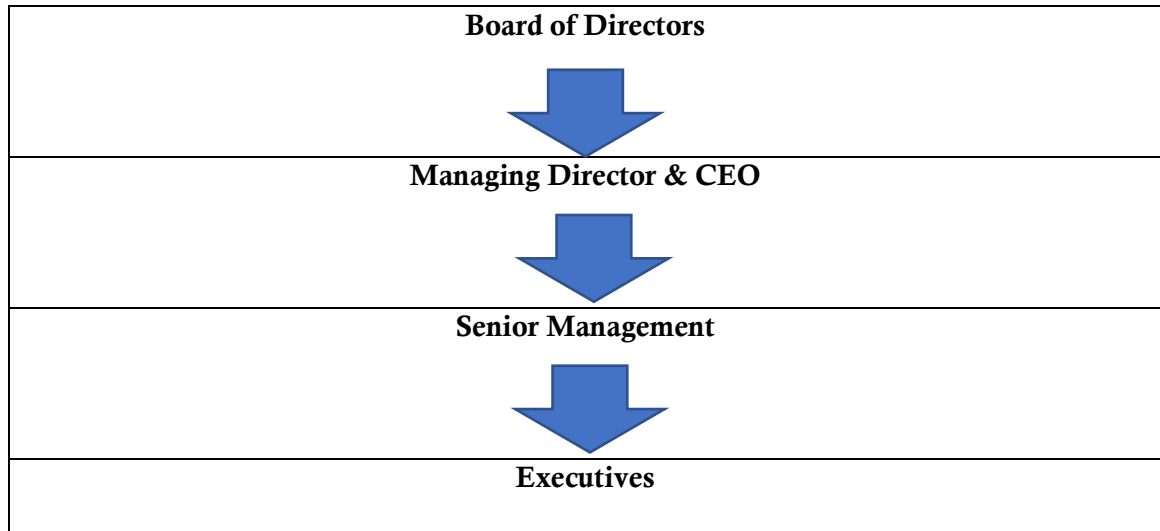 Board of Directors
Managing Director & CEO
Senior Management
Executives